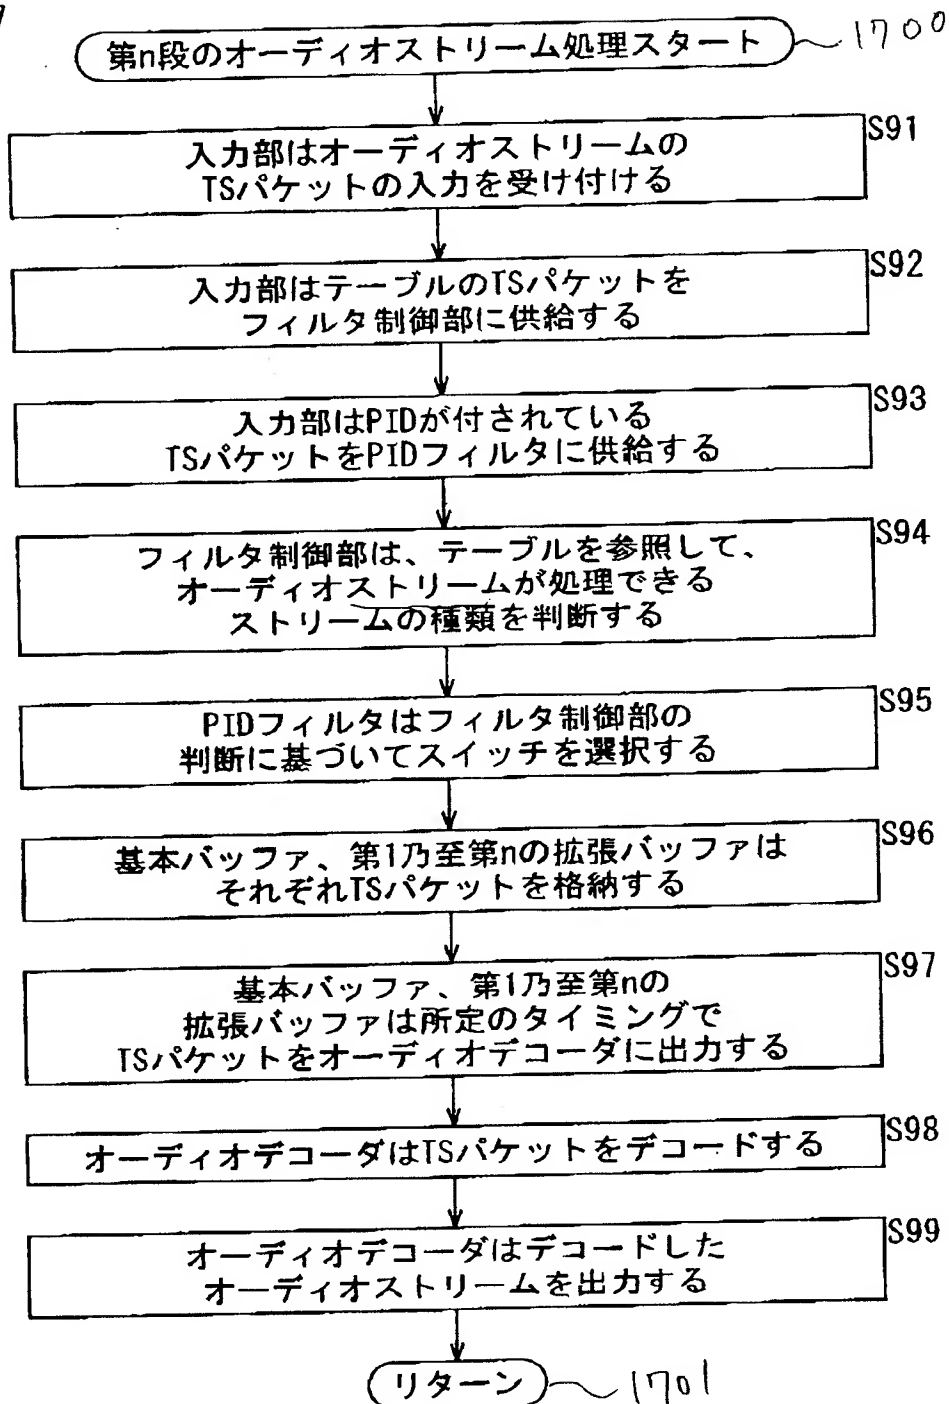 第n段のオーディオストリーム処理スタート
1700
S91
入力部はオーディオストリームの
TSパケットの入力を受け付ける
S92
入力部はテーブルのTSパケットを
フィルタ制御部に供給する
S93
入力部はPIDが付されている
TSパケットをPIDフィルタに供給する
S94
フィルタ制御部は、テーブルを参照して、
オーディオストリームが処理できる
ストリームの種類を判断する
S95
PIDフィルタはフィルタ制御部の
判断に基づいてスイッチを選択する
S96
基本バッファ、第1乃至第nの拡張バッファは
それぞれTSパケットを格納する
S97
基本バッファ、第1乃至第nの
拡張バッファは所定のタイミングで
TSパケットをオーディオデコーダに出力する
S98
オーディオデコーダはTSパケットをデコードする
S99
オーディオデコーダはデコードした
オーディオストリームを出力する
リターン
1701